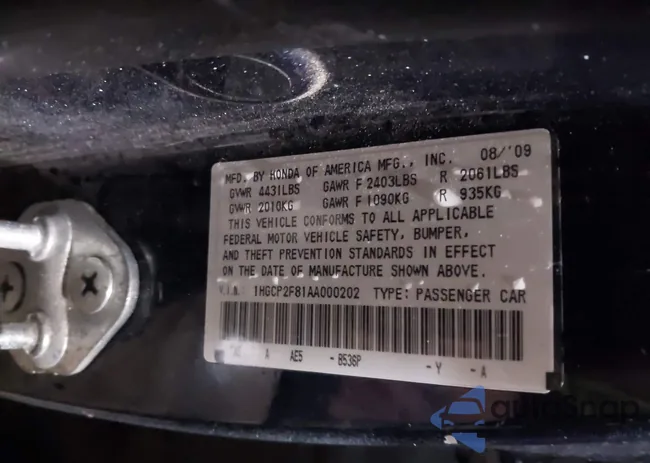 MFD. BY HONDA OF AMERICA MFG., INC. 08/'09
GVWR 4431LBS GAWR F 2403LBS R 2061LBS
GVWR 2010KG GAWR F 1090KG R 935KG
THIS VEHICLE CONFORMS TO ALL APPLICABLE
FEDERAL MOTOR VEHICLE SAFETY, BUMPER,
AND THEFT PREVENTION STANDARDS IN EFFECT
ON THE DATE OF MANUFACTURE SHOWN ABOVE.
V.I.N.: 1HGCP2F81AA000202 TYPE: PASSENGER CAR
A AE5 - B536P - Y - A
autoSnap